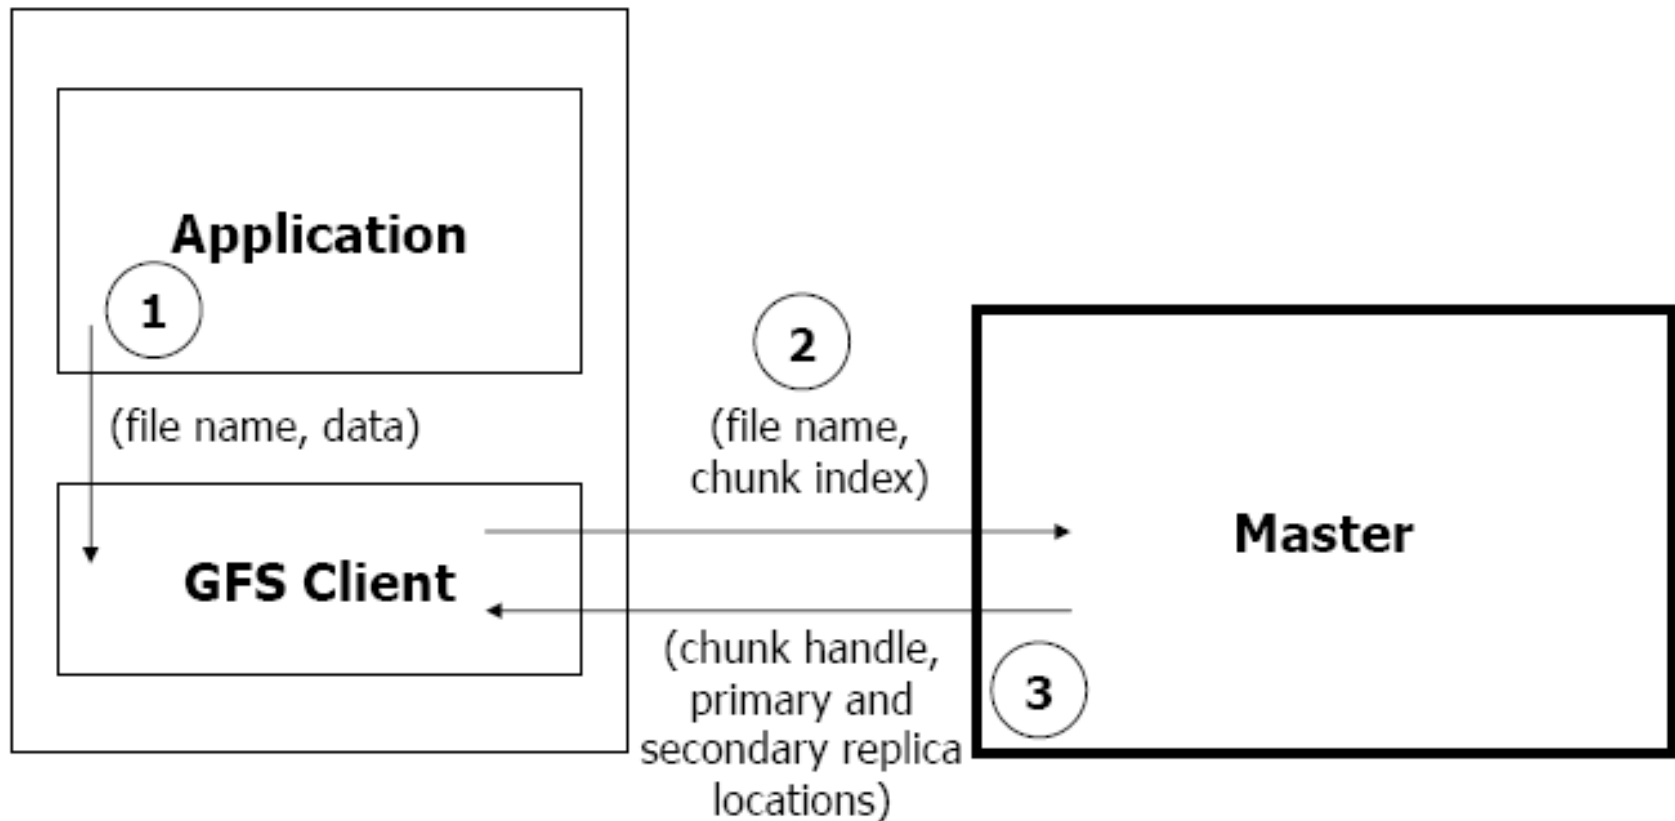 Application
1
(file name, data)
GFS Client
2
(file name,
chunk index)
(chunk handle,
primary and
secondary replica
locations)
Master
3